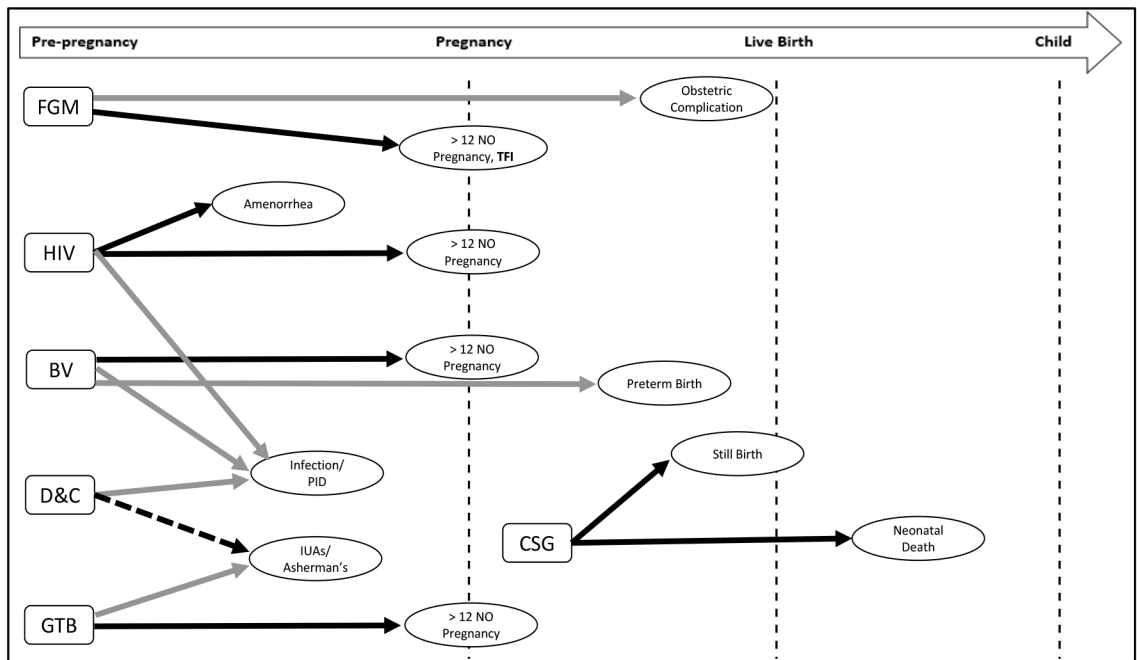 Pre-pregnancy Pregnancy Live Birth Child
FGM
Obstetric
Complication
> 12 NO
Pregnancy, TFI
Amenorrhea
HIV
> 12 NO
Pregnancy
BV
> 12 NO
Pregnancy
Preterm Birth
Infection/
PID
Still Birth
D&C
CSG
Neonatal
Death
IUAs/
Asherman's
GTB
> 12 NO
Pregnancy